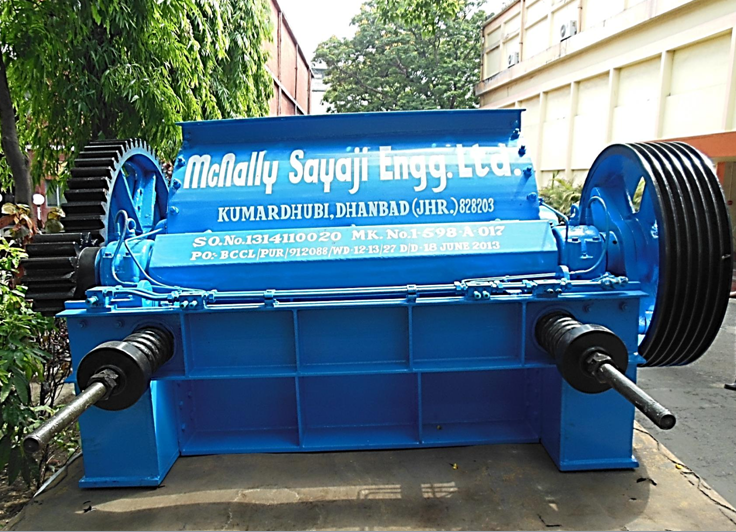 McNally Sayaji Engg. Ltd.
KUMARDHUBI, DHANBAD (JHR.) 828203
S.O. No. 1314110020 MK. No. 1-598-A-017
PO:- BCCL/PUR/912088/WD-12-13/27 D/D-18 JUNE 2013